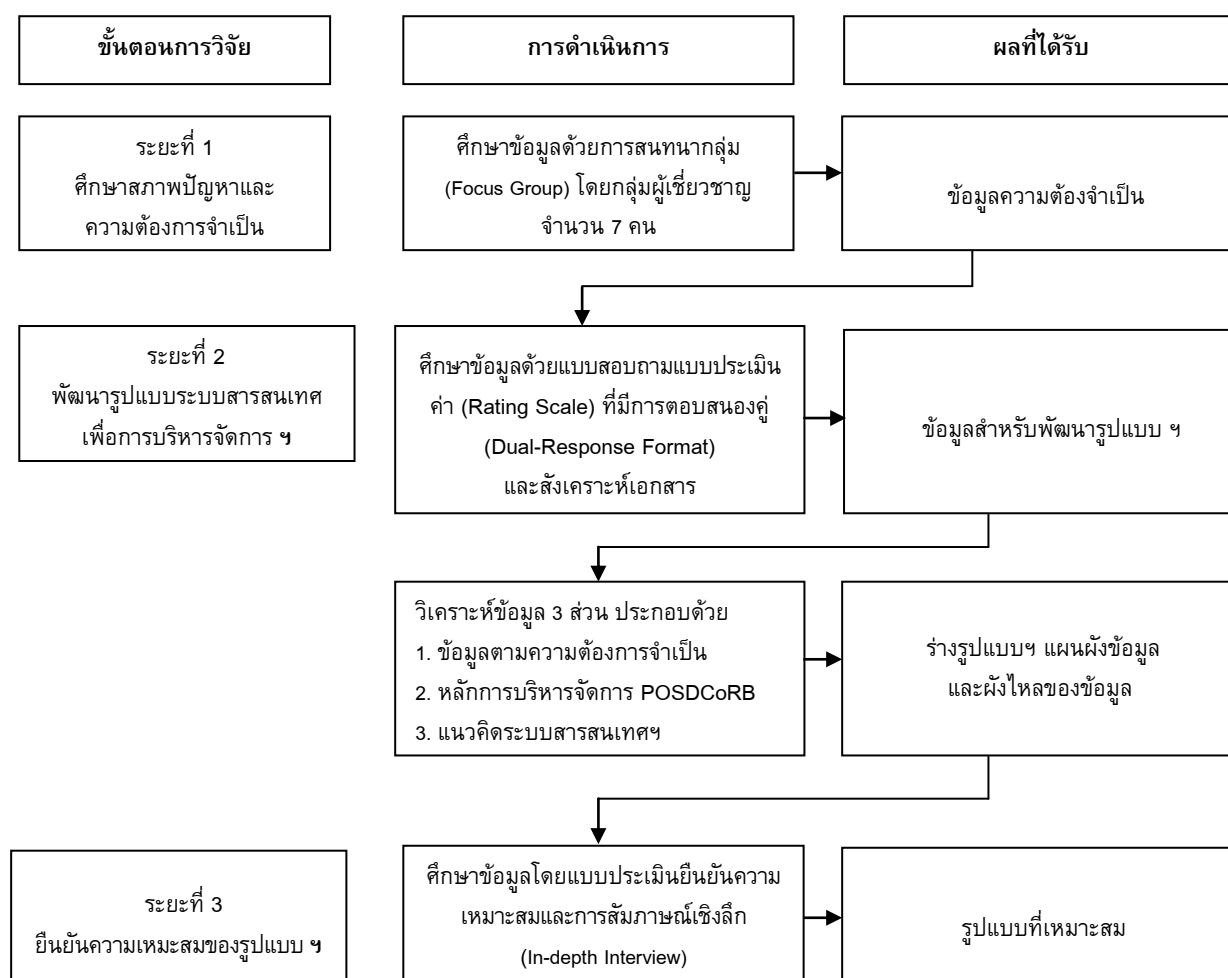 ขั้นตอนการวิจัย
การดำเนินการ
ผลที่ได้รับ
ระยะที่ 1
ศึกษาสภาพปัญหาและ
ความต้องการจำเป็น
ศึกษาข้อมูลด้วยการสนทนากลุ่ม
(Focus Group) โดยกลุ่มผู้เชี่ยวชาญ
จำนวน 7 คน
ข้อมูลความต้องจำเป็น
ระยะที่ 2
พัฒนารูปแบบระบบสารสนเทศ
เพื่อการบริหารจัดการ ฯ
ศึกษาข้อมูลด้วยแบบสอบถามแบบประเมิน
ค่า (Rating Scale) ที่มีการตอบสนองคู่
(Dual-Response Format)
และสังเคราะห์เอกสาร
ข้อมูลสำหรับพัฒนารูปแบบ ฯ
วิเคราะห์ข้อมูล 3 ส่วน ประกอบด้วย
1. ข้อมูลตามความต้องการจำเป็น
2. หลักการบริหารจัดการ POSDCoRB
3. แนวคิดระบบสารสนเทศฯ
ร่างรูปแบบฯ แผนผังข้อมูล
และผังไหลของข้อมูล
ระยะที่ 3
ยืนยันความเหมะสมของรูปแบบ ฯ
ศึกษาข้อมูลโดยแบบประเมินยืนยันความ
เหมาะสมและการสัมภาษณ์เชิงลึก
(In-depth Interview)
รูปแบบที่เหมาะสม